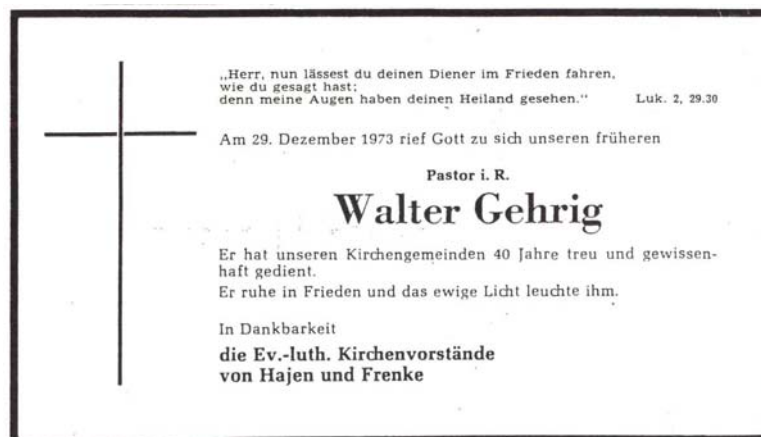 „Herr, nun lässest du deinen Diener im Frieden fahren,
wie du gesagt hast;
denn meine Augen haben deinen Heiland gesehen.“ Luk. 2, 29.30
Am 29. Dezember 1973 rief Gott zu sich unseren früheren
Pastor i. R.
Walter Gehrig
Er hat unseren Kirchengemeinden 40 Jahre treu und gewissen-
haft gedient.
Er ruhe in Frieden und das ewige Licht leuchte ihm.
In Dankbarkeit
die Ev.-luth. Kirchenvorstände
von Hajen und Frenke